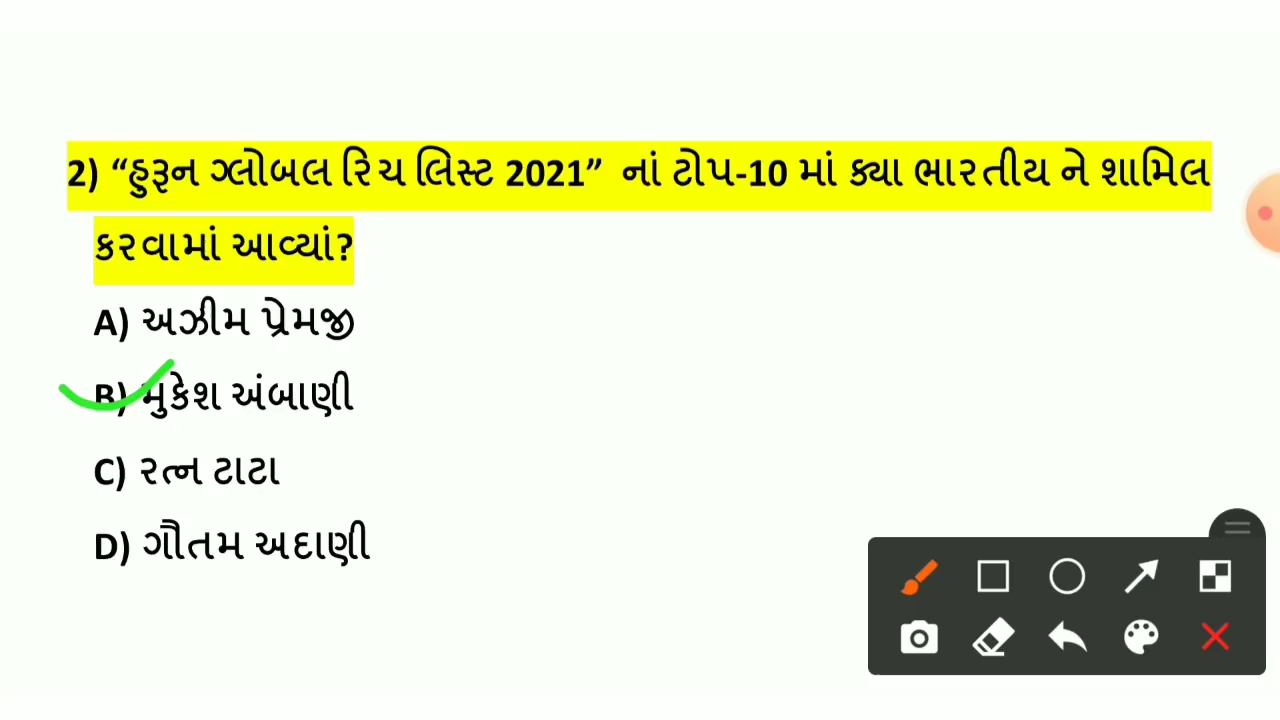 2) “હુરૂન ગ્લોબલ રિચ લિસ્ટ 2021” નાં ટોપ-10 માં ક્યા ભારતીય ને શામિલ
કરવામાં આવ્યાં?
A) અઝીમ પ્રેમજી
B) મુકેશ અંબાણી
C) રત્ન ટાટા
D) ગૌતમ અદાણી